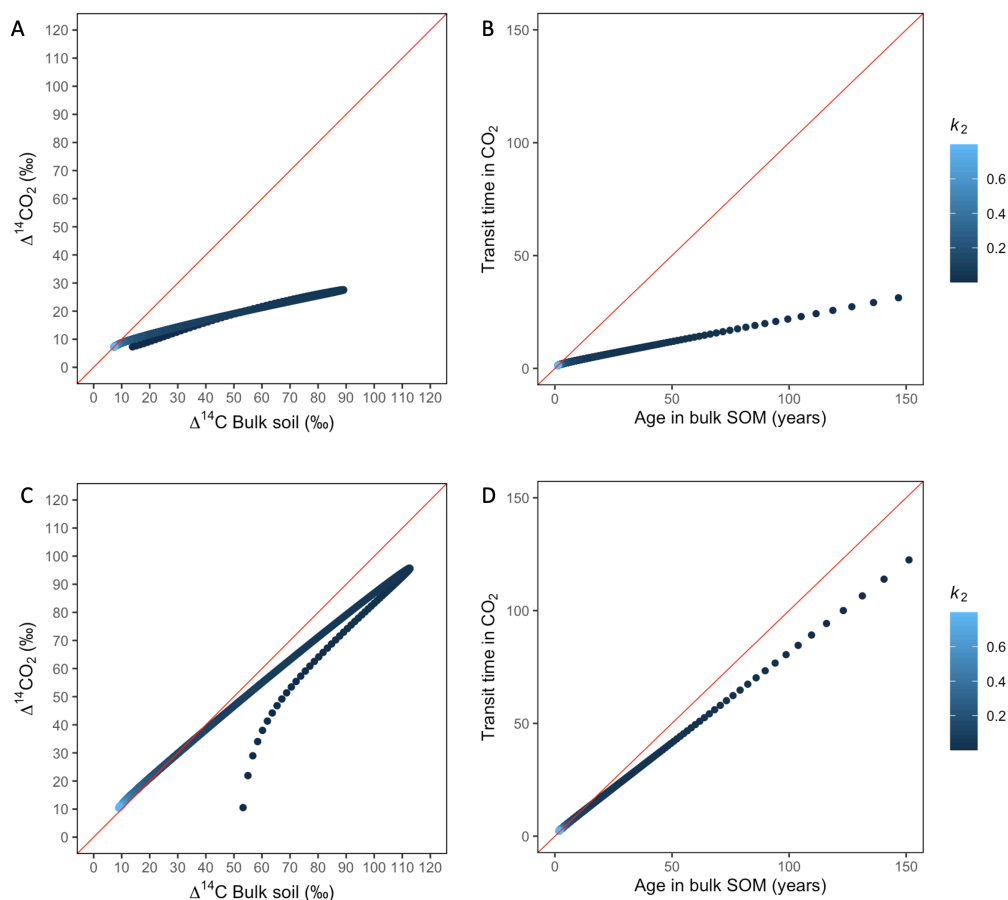 A
120
110
100
90
80
70
60
50
40
30
20
10
0
Δ¹⁴CO₂ (‰)
0 10 20 30 40 50 60 70 80 90 100 110 120
Δ¹⁴C Bulk soil (‰)
B
150
100
50
0
Transit time in CO₂
0 50 100 150
Age in bulk SOM (years)
k₂
0.6
0.4
0.2
C
120
110
100
90
80
70
60
50
40
30
20
10
0
Δ¹⁴CO₂ (‰)
0 10 20 30 40 50 60 70 80 90 100 110 120
Δ¹⁴C Bulk soil (‰)
D
150
100
50
0
Transit time in CO₂
0 50 100 150
Age in bulk SOM (years)
k₂
0.6
0.4
0.2